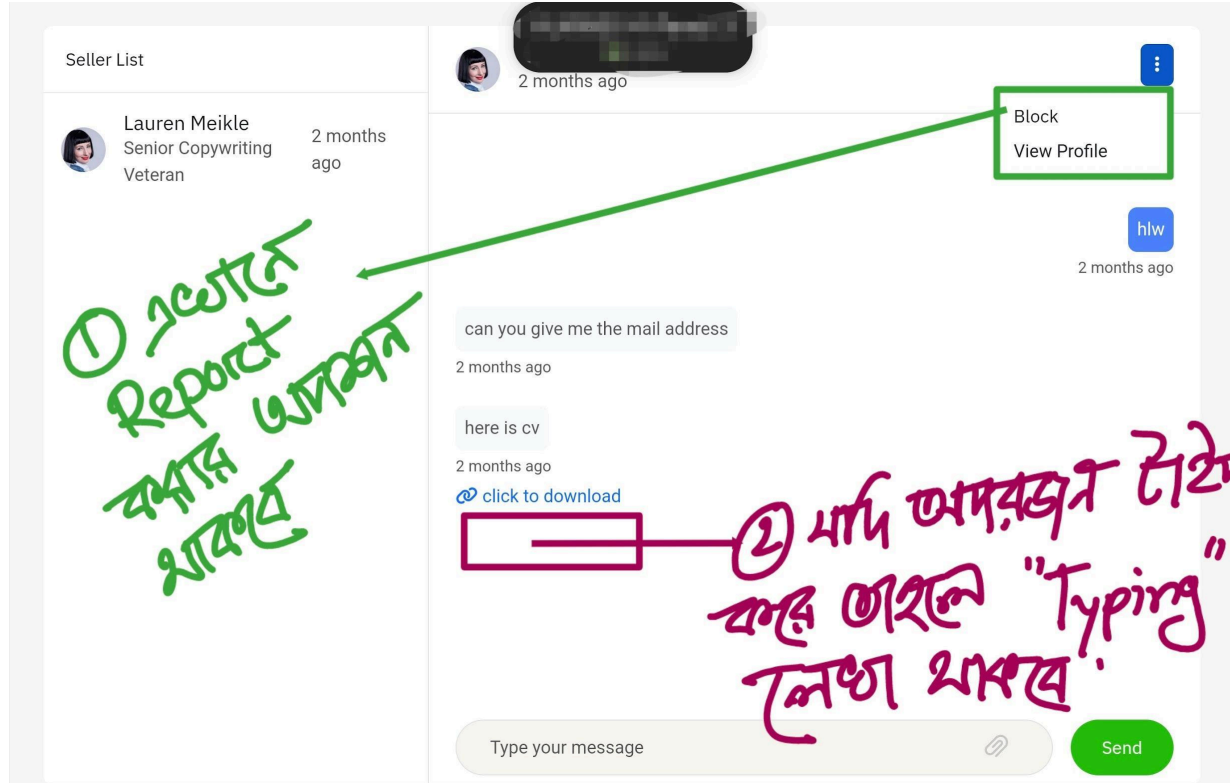 Seller List
Lauren Meikle
Senior Copywriting
Veteran
2 months
ago
2 months ago
Block
View Profile
hlw
2 months ago
can you give me the mail address
2 months ago
here is cv
2 months ago
click to download
Type your message
Send
① এখানে
Report
করার অপশন
থাকবে
② যদি অপরজন টাইপ
করে তাহলে "Typing"
লেখা থাকবে